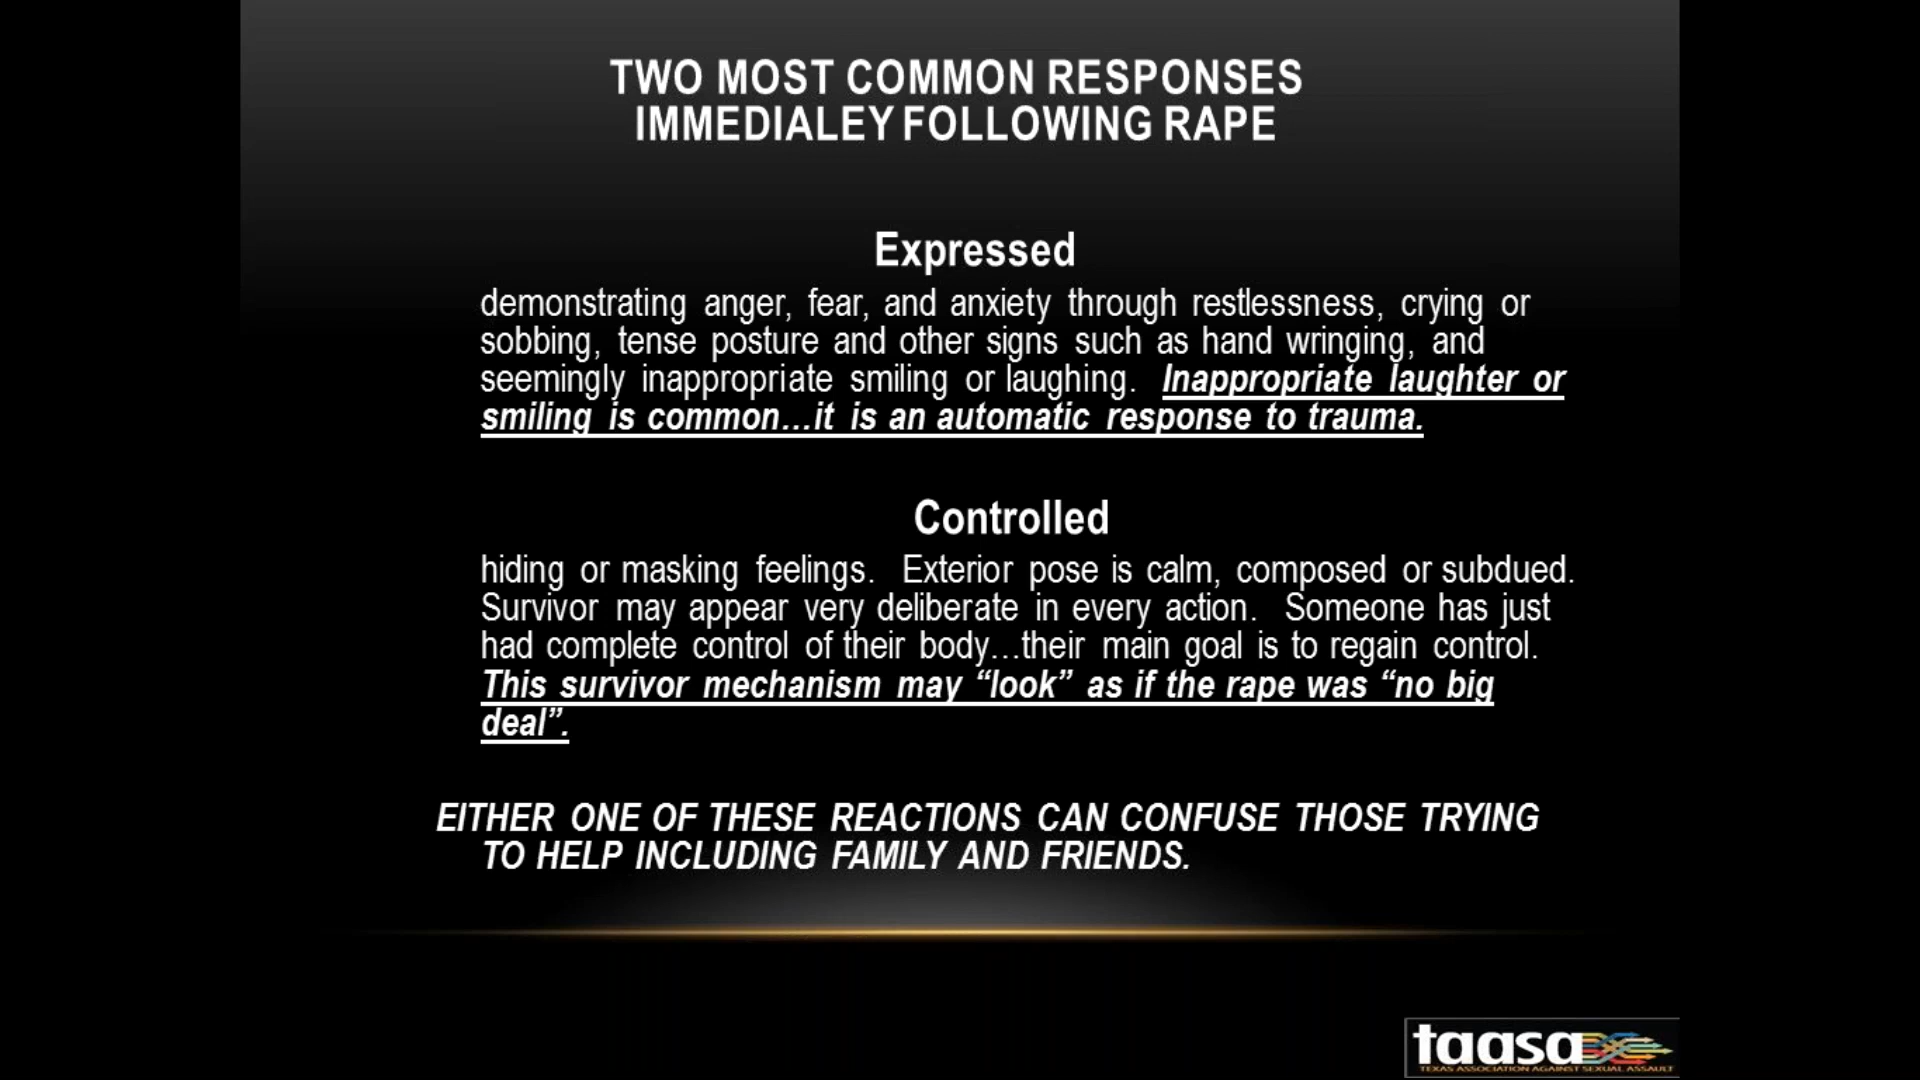 TWO MOST COMMON RESPONSES
IMMEDIALEY FOLLOWING RAPE
Expressed
demonstrating anger, fear, and anxiety through restlessness, crying or
sobbing, tense posture and other signs such as hand wringing, and
seemingly inappropriate smiling or laughing. Inappropriate laughter or
smiling is common…it is an automatic response to trauma.
Controlled
hiding or masking feelings. Exterior pose is calm, composed or subdued.
Survivor may appear very deliberate in every action. Someone has just
had complete control of their body…their main goal is to regain control.
This survivor mechanism may “look” as if the rape was “no big
deal”.
EITHER ONE OF THESE REACTIONS CAN CONFUSE THOSE TRYING
TO HELP INCLUDING FAMILY AND FRIENDS.
taasa
TEXAS ASSOCIATION AGAINST SEXUAL ASSAULT